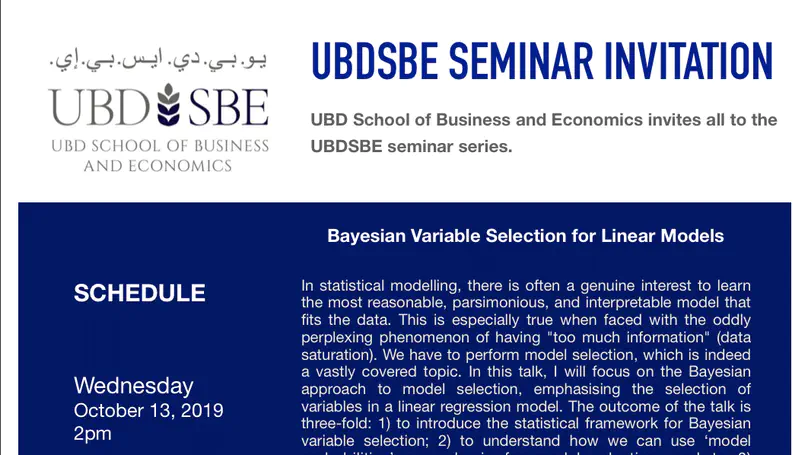 يو.بي.دي.ايس.بي.إي.
UBD SBE
UBD SCHOOL OF BUSINESS
AND ECONOMICS
UBDSBE SEMINAR INVITATION
UBD School of Business and Economics invites all to the
UBDSBE seminar series.
SCHEDULE
Wednesday
October 13, 2019
2pm
Bayesian Variable Selection for Linear Models
In statistical modelling, there is often a genuine interest to learn
the most reasonable, parsimonious, and interpretable model that
fits the data. This is especially true when faced with the oddly
perplexing phenomenon of having "too much information" (data
saturation). We have to perform model selection, which is indeed
a vastly covered topic. In this talk, I will focus on the Bayesian
approach to model selection, emphasising the selection of
variables in a linear regression model. The outcome of the talk is
three-fold: 1) to introduce the statistical framework for Bayesian
variable selection; 2) to understand how we can use ‘model